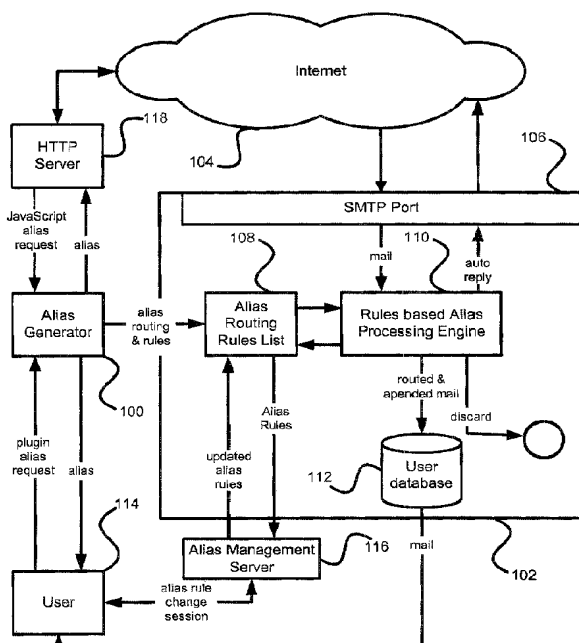 Internet
118
HTTP
Server
104
106
SMTP Port
JavaScript
alias
request
alias
108
mail
110
auto
reply
Alias
Generator
alias
routing
& rules
Alias
Routing
Rules List
Rules based Alias
Processing Engine
100
routed &
apended mail
discard
Alias
Rules
plugin
alias
request
alias
updated
alias
rules
112
User
database
114
Alias Management
Server
116
mail
102
User
alias rule
change
session